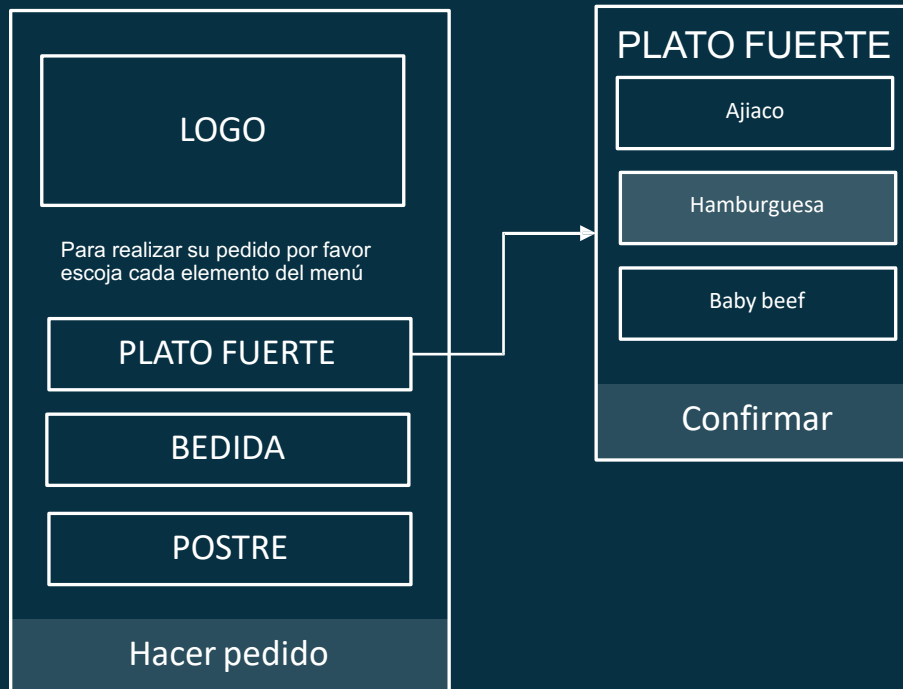 LOGO
Para realizar su pedido por favor
escoja cada elemento del menú
PLATO FUERTE
BEDIDA
POSTRE
Hacer pedido
PLATO FUERTE
Ajiaco
Hamburguesa
Baby beef
Confirmar